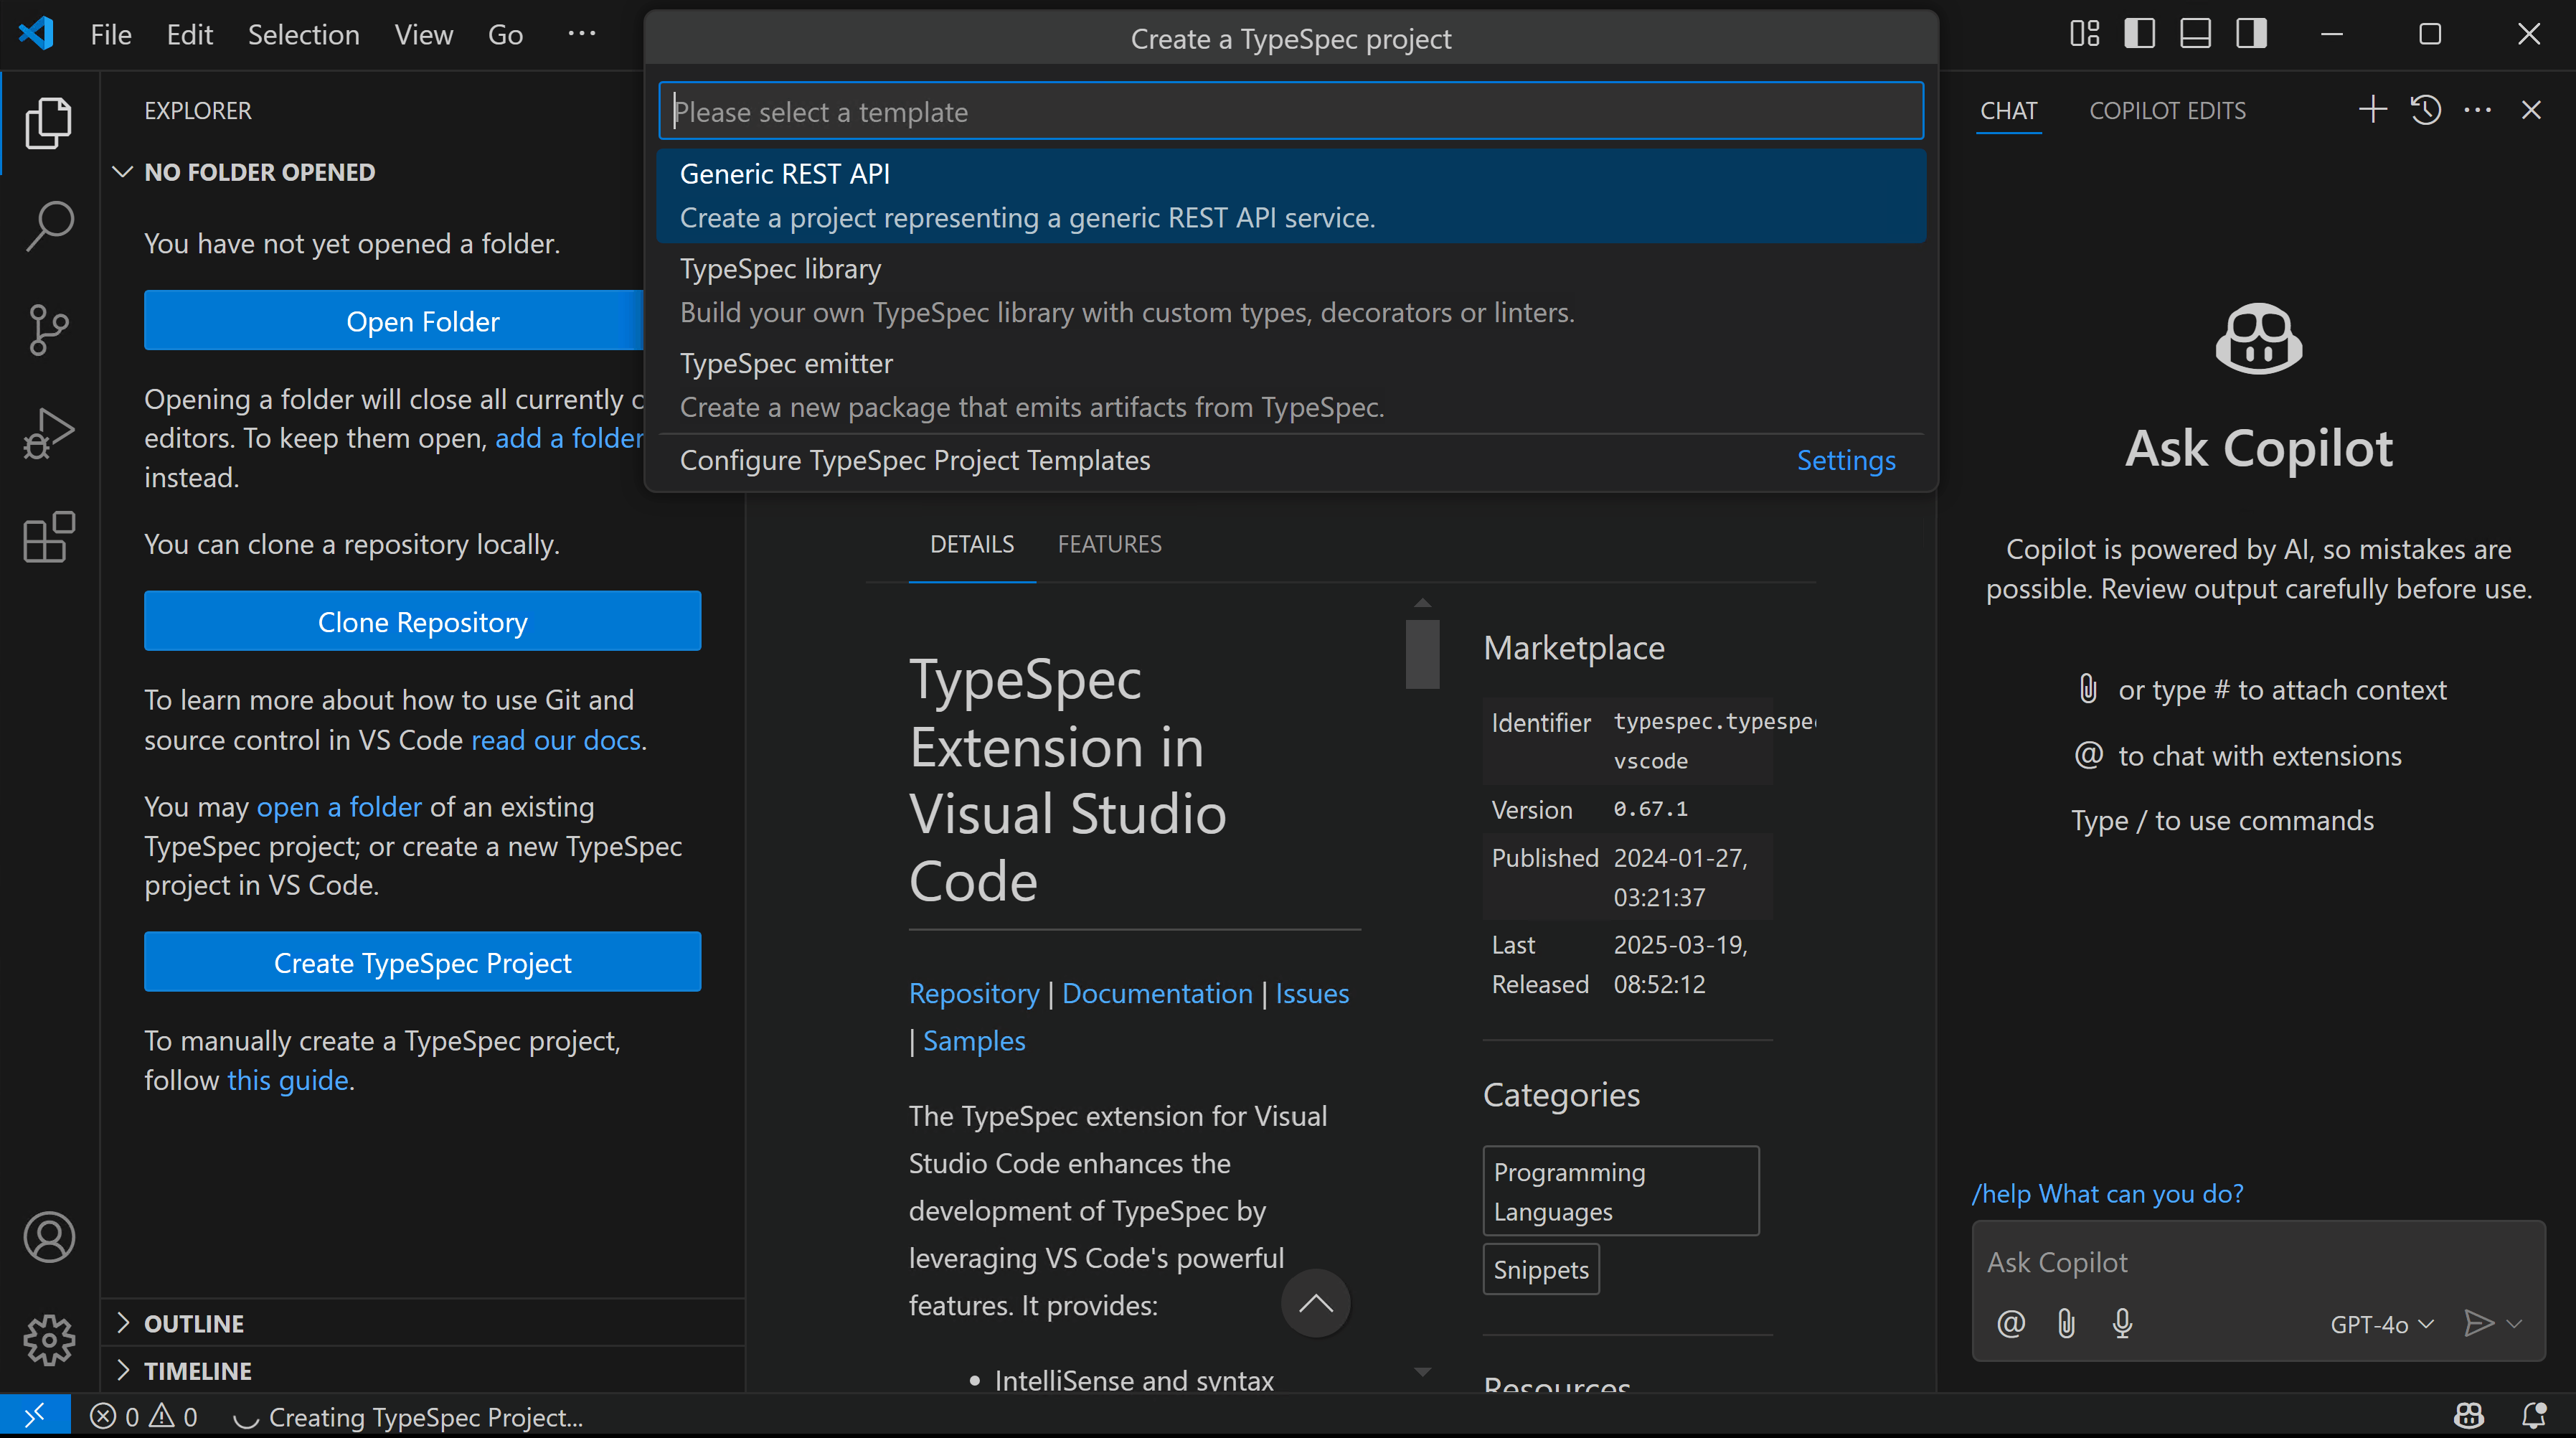 File Edit Selection View Go ···
Create a TypeSpec project
Please select a template
Generic REST API
Create a project representing a generic REST API service.
TypeSpec library
Build your own TypeSpec library with custom types, decorators or linters.
TypeSpec emitter
Create a new package that emits artifacts from TypeSpec.
Configure TypeSpec Project Templates Settings
EXPLORER
NO FOLDER OPENED
You have not yet opened a folder.
Open Folder
Opening a folder will close all currently
editors. To keep them open, add a folder
instead.
You can clone a repository locally.
Clone Repository
To learn more about how to use Git and
source control in VS Code read our docs.
You may open a folder of an existing
TypeSpec project; or create a new TypeSpec
project in VS Code.
Create TypeSpec Project
To manually create a TypeSpec project,
follow this guide.
OUTLINE
TIMELINE
DETAILS FEATURES
TypeSpec
Extension in
Visual Studio
Code
Repository | Documentation | Issues
| Samples
The TypeSpec extension for Visual
Studio Code enhances the
development of TypeSpec by
leveraging VS Code's powerful
features. It provides:
• IntelliSense and syntax
Marketplace
Identifier typespec.typespec
vscode
Version 0.67.1
Published 2024-01-27,
03:21:37
Last 2025-03-19,
Released 08:52:12
Categories
Programming
Languages
Snippets
Resources
CHAT COPILOT EDITS
Ask Copilot
Copilot is powered by AI, so mistakes are
possible. Review output carefully before use.
or type # to attach context
@ to chat with extensions
Type / to use commands
/help What can you do?
Ask Copilot
@ GPT-4o
0 0 Creating TypeSpec Project...